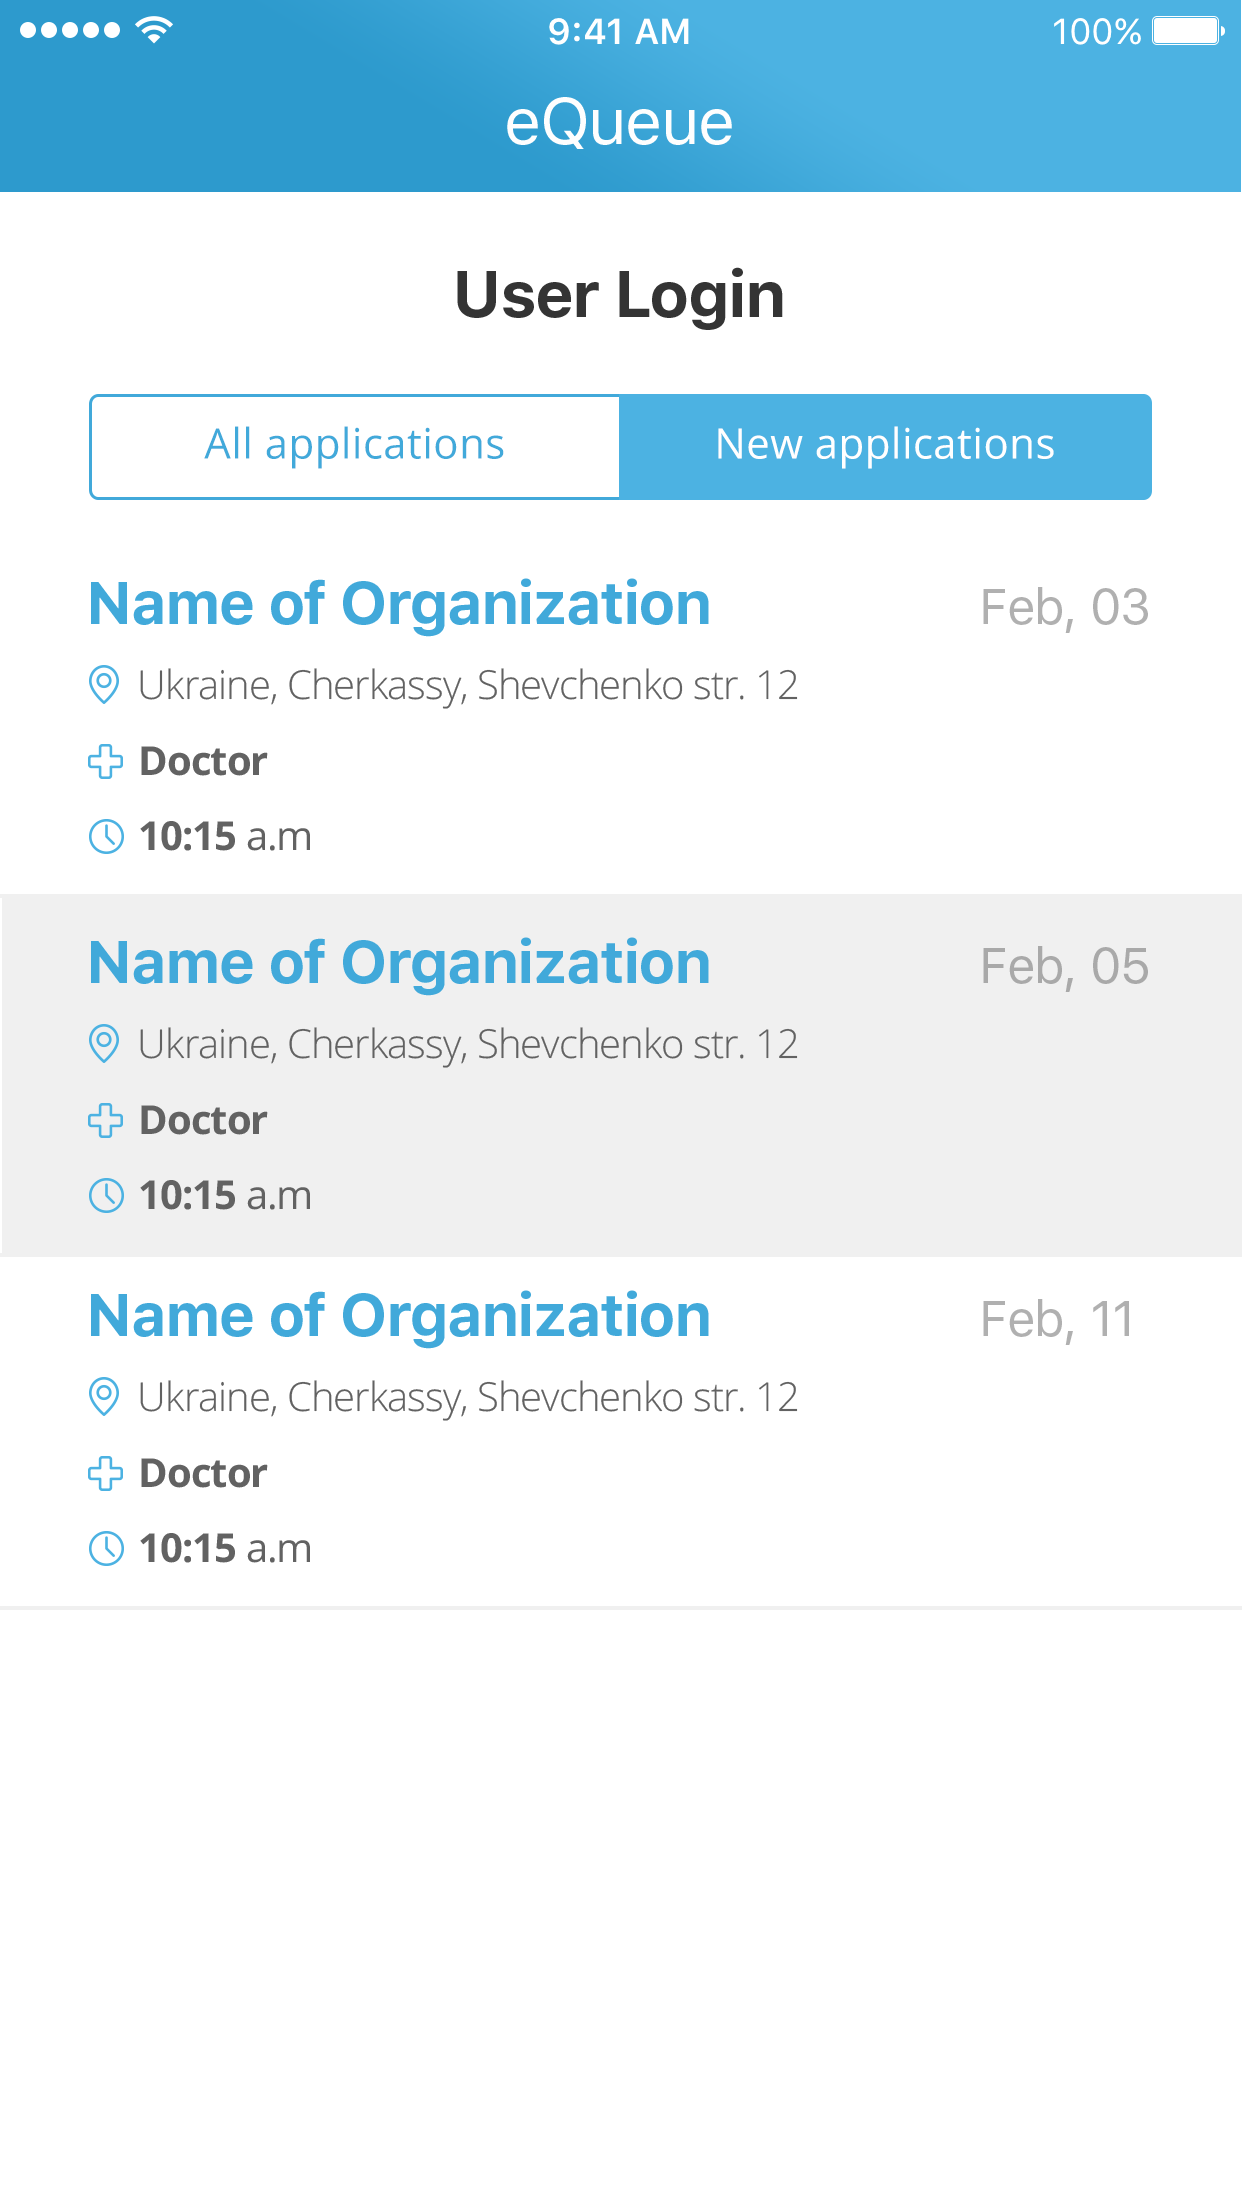 9:41 AM
100%
eQueue
User Login
All applications
New applications
Name of Organization
Feb, 03
Ukraine, Cherkassy, Shevchenko str. 12
Doctor
10:15 a.m
Name of Organization
Feb, 05
Ukraine, Cherkassy, Shevchenko str. 12
Doctor
10:15 a.m
Name of Organization
Feb, 11
Ukraine, Cherkassy, Shevchenko str. 12
Doctor
10:15 a.m